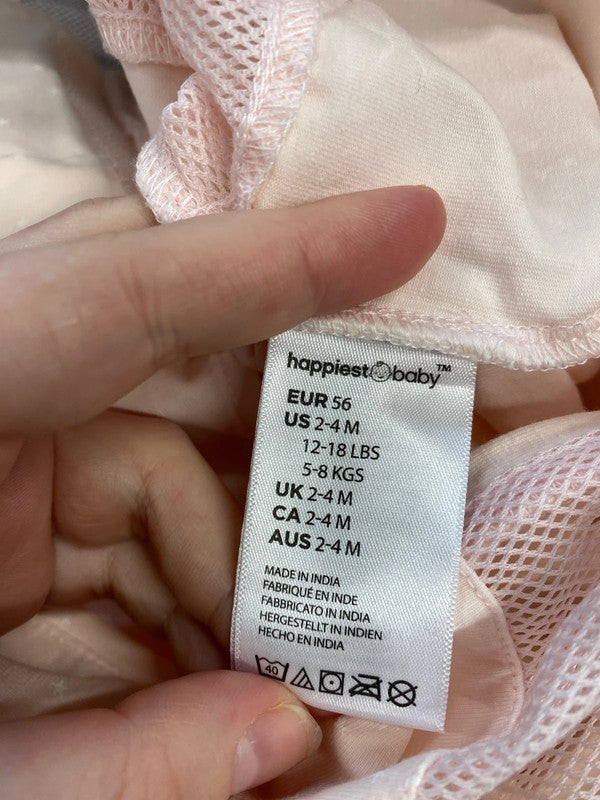 happiest baby™
EUR 56
US 2-4 M
12-18 LBS
5-8 KGS
UK 2-4 M
CA 2-4 M
AUS 2-4 M
MADE IN INDIA
FABRIQUÉ EN INDE
FABBRICATO IN INDIA
HERGESTELLT IN INDIEN
HECHO EN INDIA
40